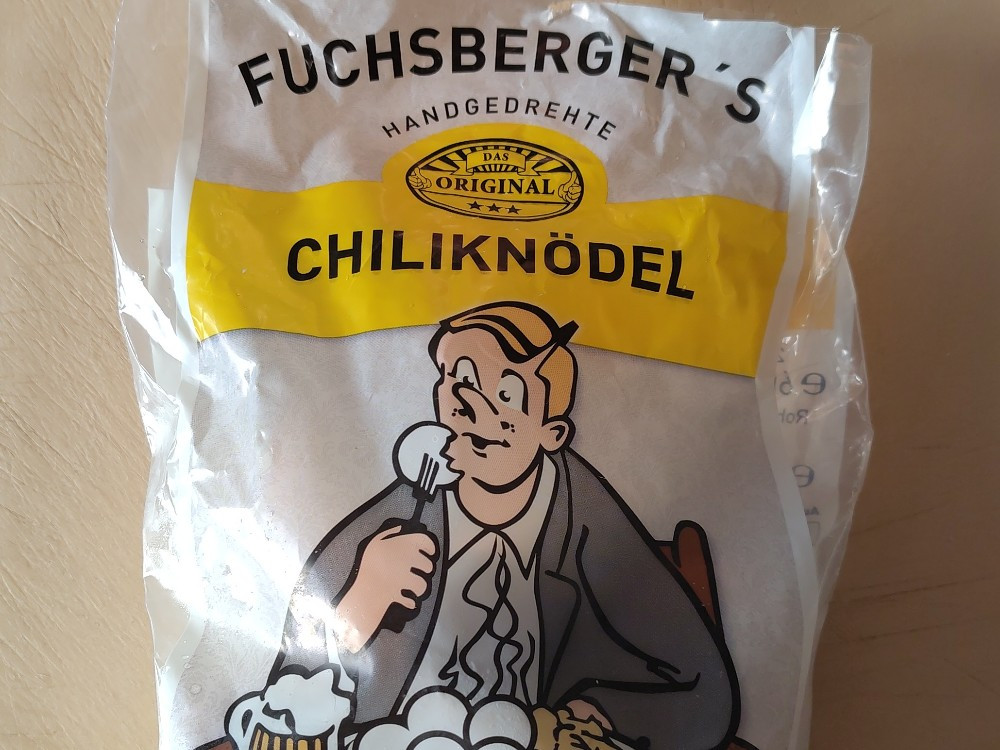 FUCHSBERGER´S
HANDGEDREHTE
DAS
ORIGINAL
CHILIKNÖDEL